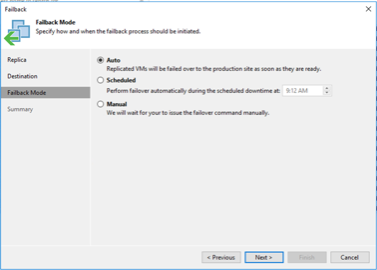 Failback
Failback Mode
Specify how and when the failback process should be initiated.
Replica
Destination
Failback Mode
Summary
Auto
Replicated VMs will be failed over to the production site as soon as they are ready.
Scheduled
Perform failover automatically during the scheduled downtime at: 9:12 AM
Manual
We will wait for your to issue the failover command manually.
< Previous
Next >
Finish
Cancel